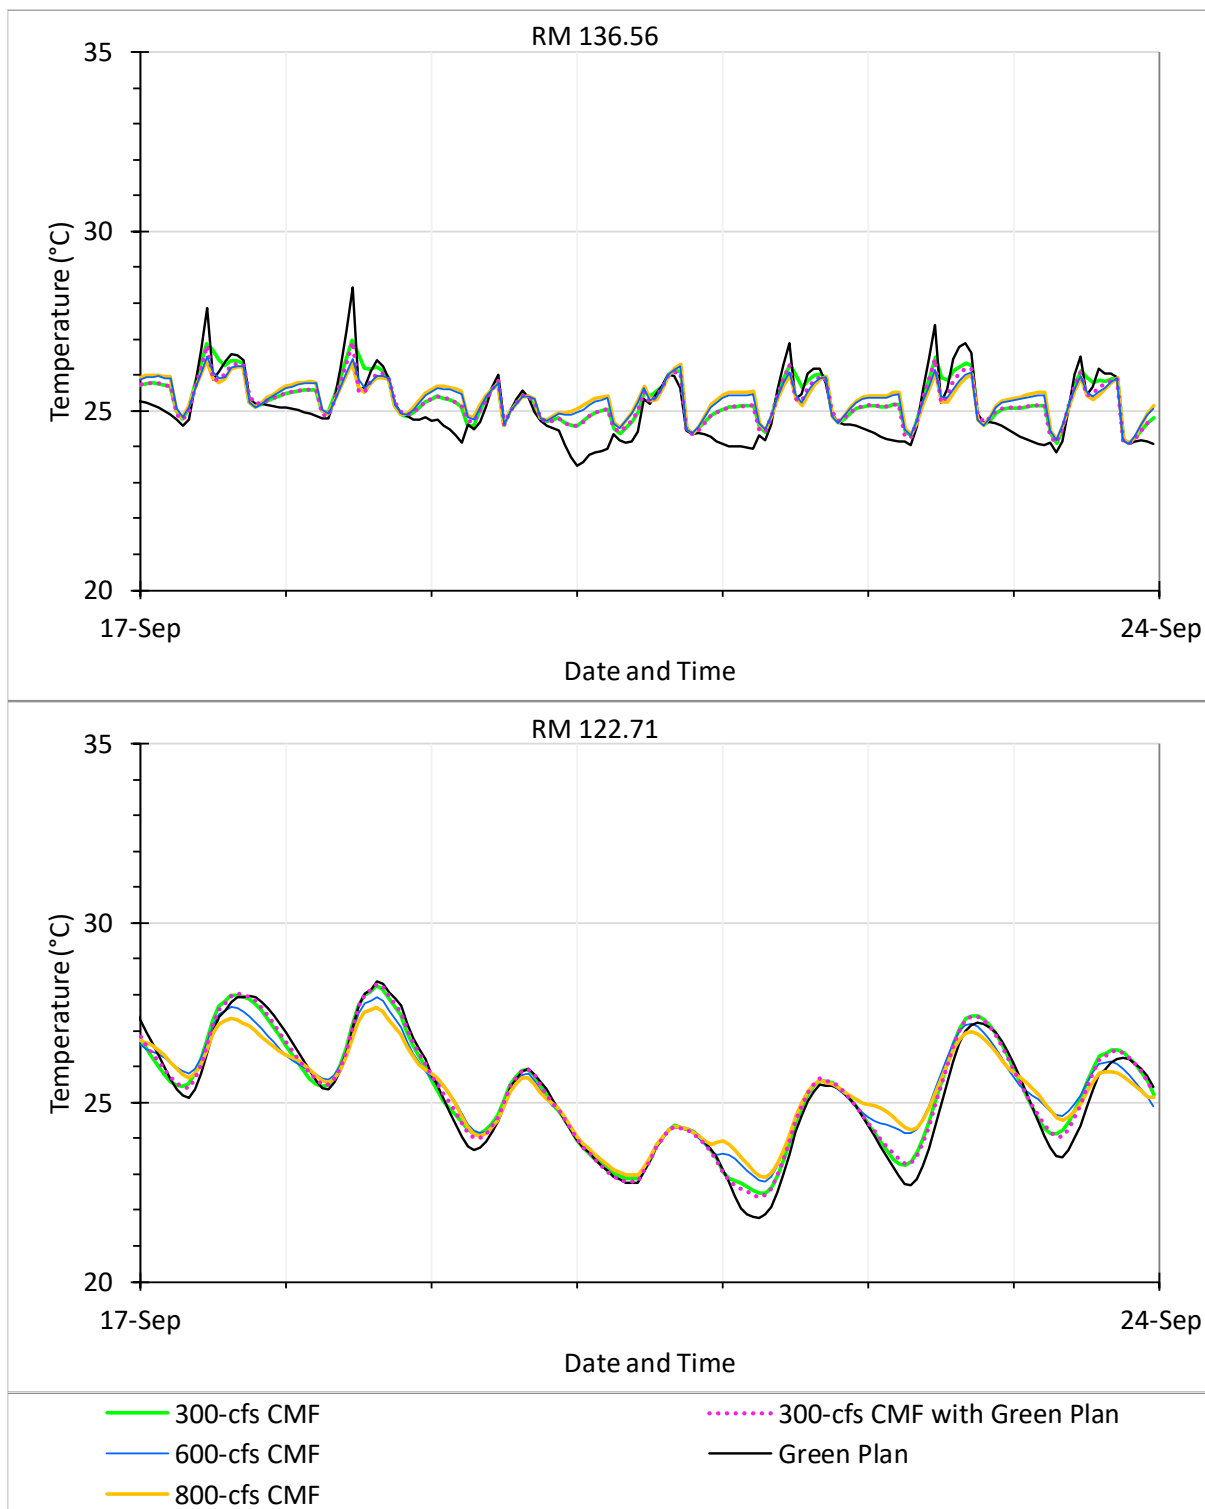 RM 136.56
35
30
25
20
Temperature (°C)
17-Sep
24-Sep
Date and Time
RM 122.71
35
30
25
20
Temperature (°C)
17-Sep
24-Sep
Date and Time
300-cfs CMF
300-cfs CMF with Green Plan
600-cfs CMF
Green Plan
800-cfs CMF